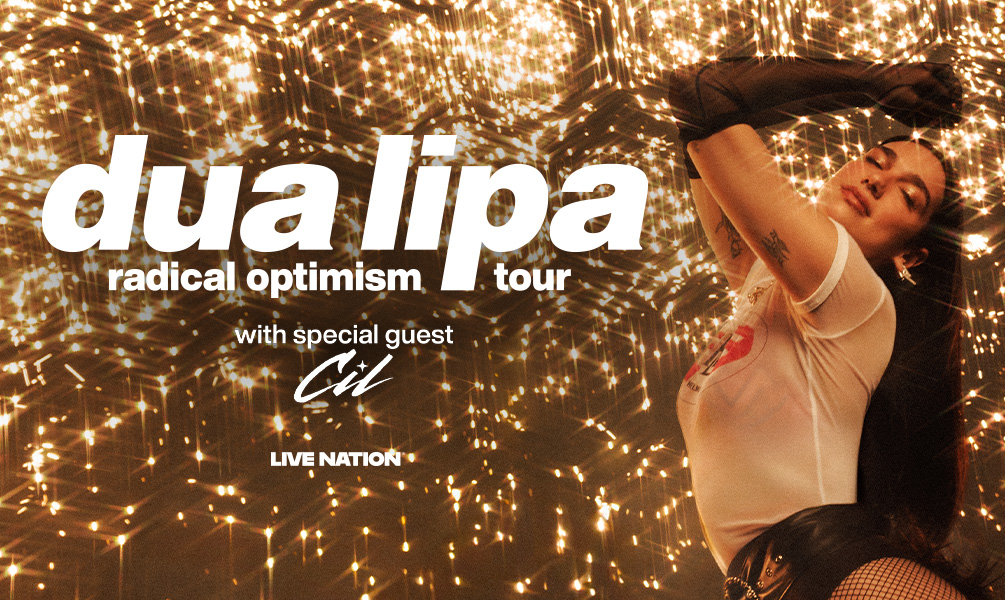 dua lipa
radical optimism tour
with special guest
Cil
LIVE NATION